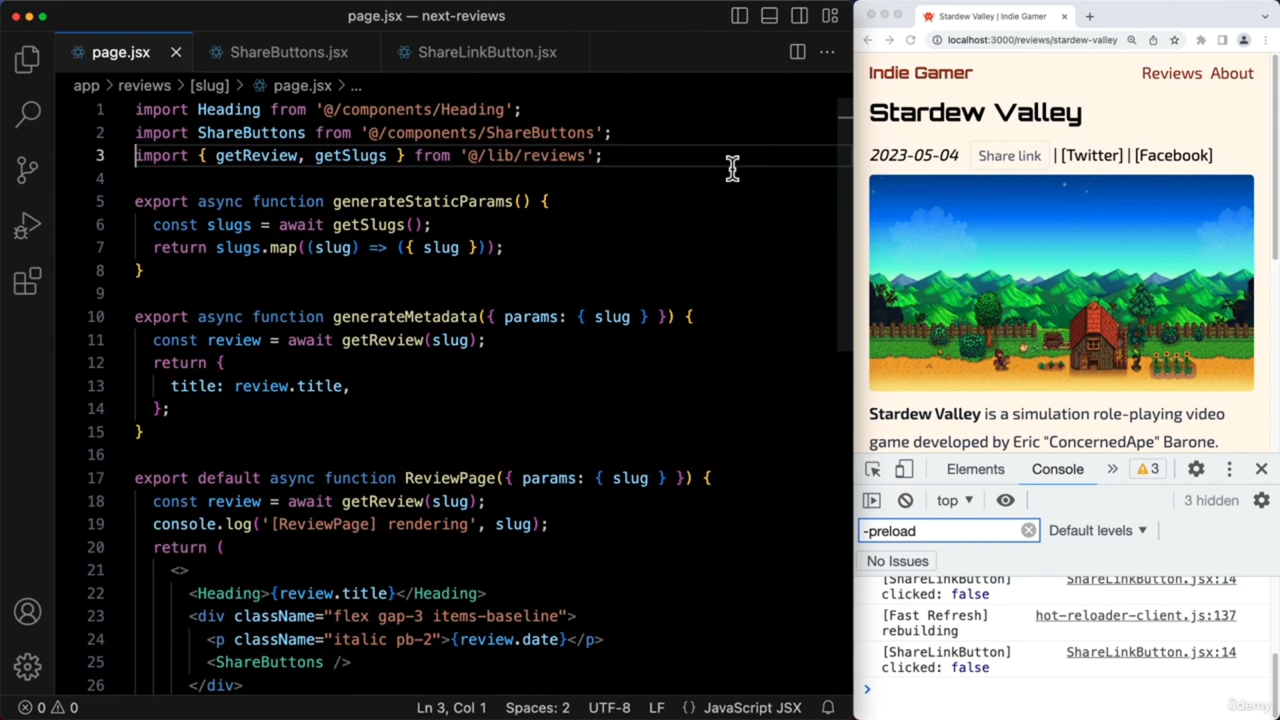 page.jsx — next-reviews
page.jsx
ShareButtons.jsx
ShareLinkButton.jsx
app > reviews > [slug] > page.jsx > ...
1 import Heading from '@/components/Heading';
2 import ShareButtons from '@/components/ShareButtons';
3 import { getReview, getSlugs } from '@/lib/reviews';
4
5 export async function generateStaticParams() {
6 const slugs = await getSlugs();
7 return slugs.map((slug) => ({ slug }));
8 }
9
10 export async function generateMetadata({ params: { slug } }) {
11 const review = await getReview(slug);
12 return {
13 title: review.title,
14 };
15 }
16
17 export default async function ReviewPage({ params: { slug } }) {
18 const review = await getReview(slug);
19 console.log('[ReviewPage] rendering', slug);
20 return (
21 <>
22 <Heading>{review.title}</Heading>
23 <div className="flex gap-3 items-baseline">
24 <p className="italic pb-2">{review.date}</p>
25 <ShareButtons />
26 </div>
0 0
Ln 3, Col 1 Spaces: 2 UTF-8 LF {} JavaScript JSX
Stardew Valley | Indie Gamer
localhost:3000/reviews/stardew-valley
Indie Gamer
Reviews About
Stardew Valley
2023-05-04 Share link | [Twitter] | [Facebook]
Stardew Valley is a simulation role-playing video
game developed by Eric "ConcernedApe" Barone.
Elements Console » 3
top 3 hidden
-preload Default levels
No Issues
[ShareLinkButton] ShareLinkButton.jsx:14
clicked: false
[Fast Refresh] hot-reloader-client.js:137
rebuilding
[ShareLinkButton] ShareLinkButton.jsx:14
clicked: false
>
ûdemy